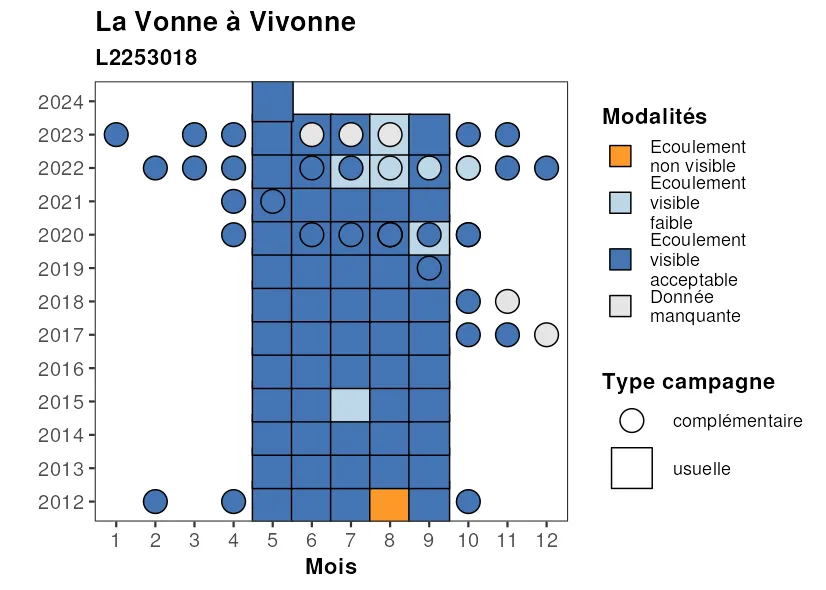 La Vonne à Vivonne
L2253018
2024
2023
2022
2021
2020
2019
2018
2017
2016
2015
2014
2013
2012
1 2 3 4 5 6 7 8 9 10 11 12
Mois
Modalités
Ecoulement
non visible
Ecoulement
visible
faible
Ecoulement
visible
acceptable
Donnée
manquante
Type campagne
complémentaire
usuelle